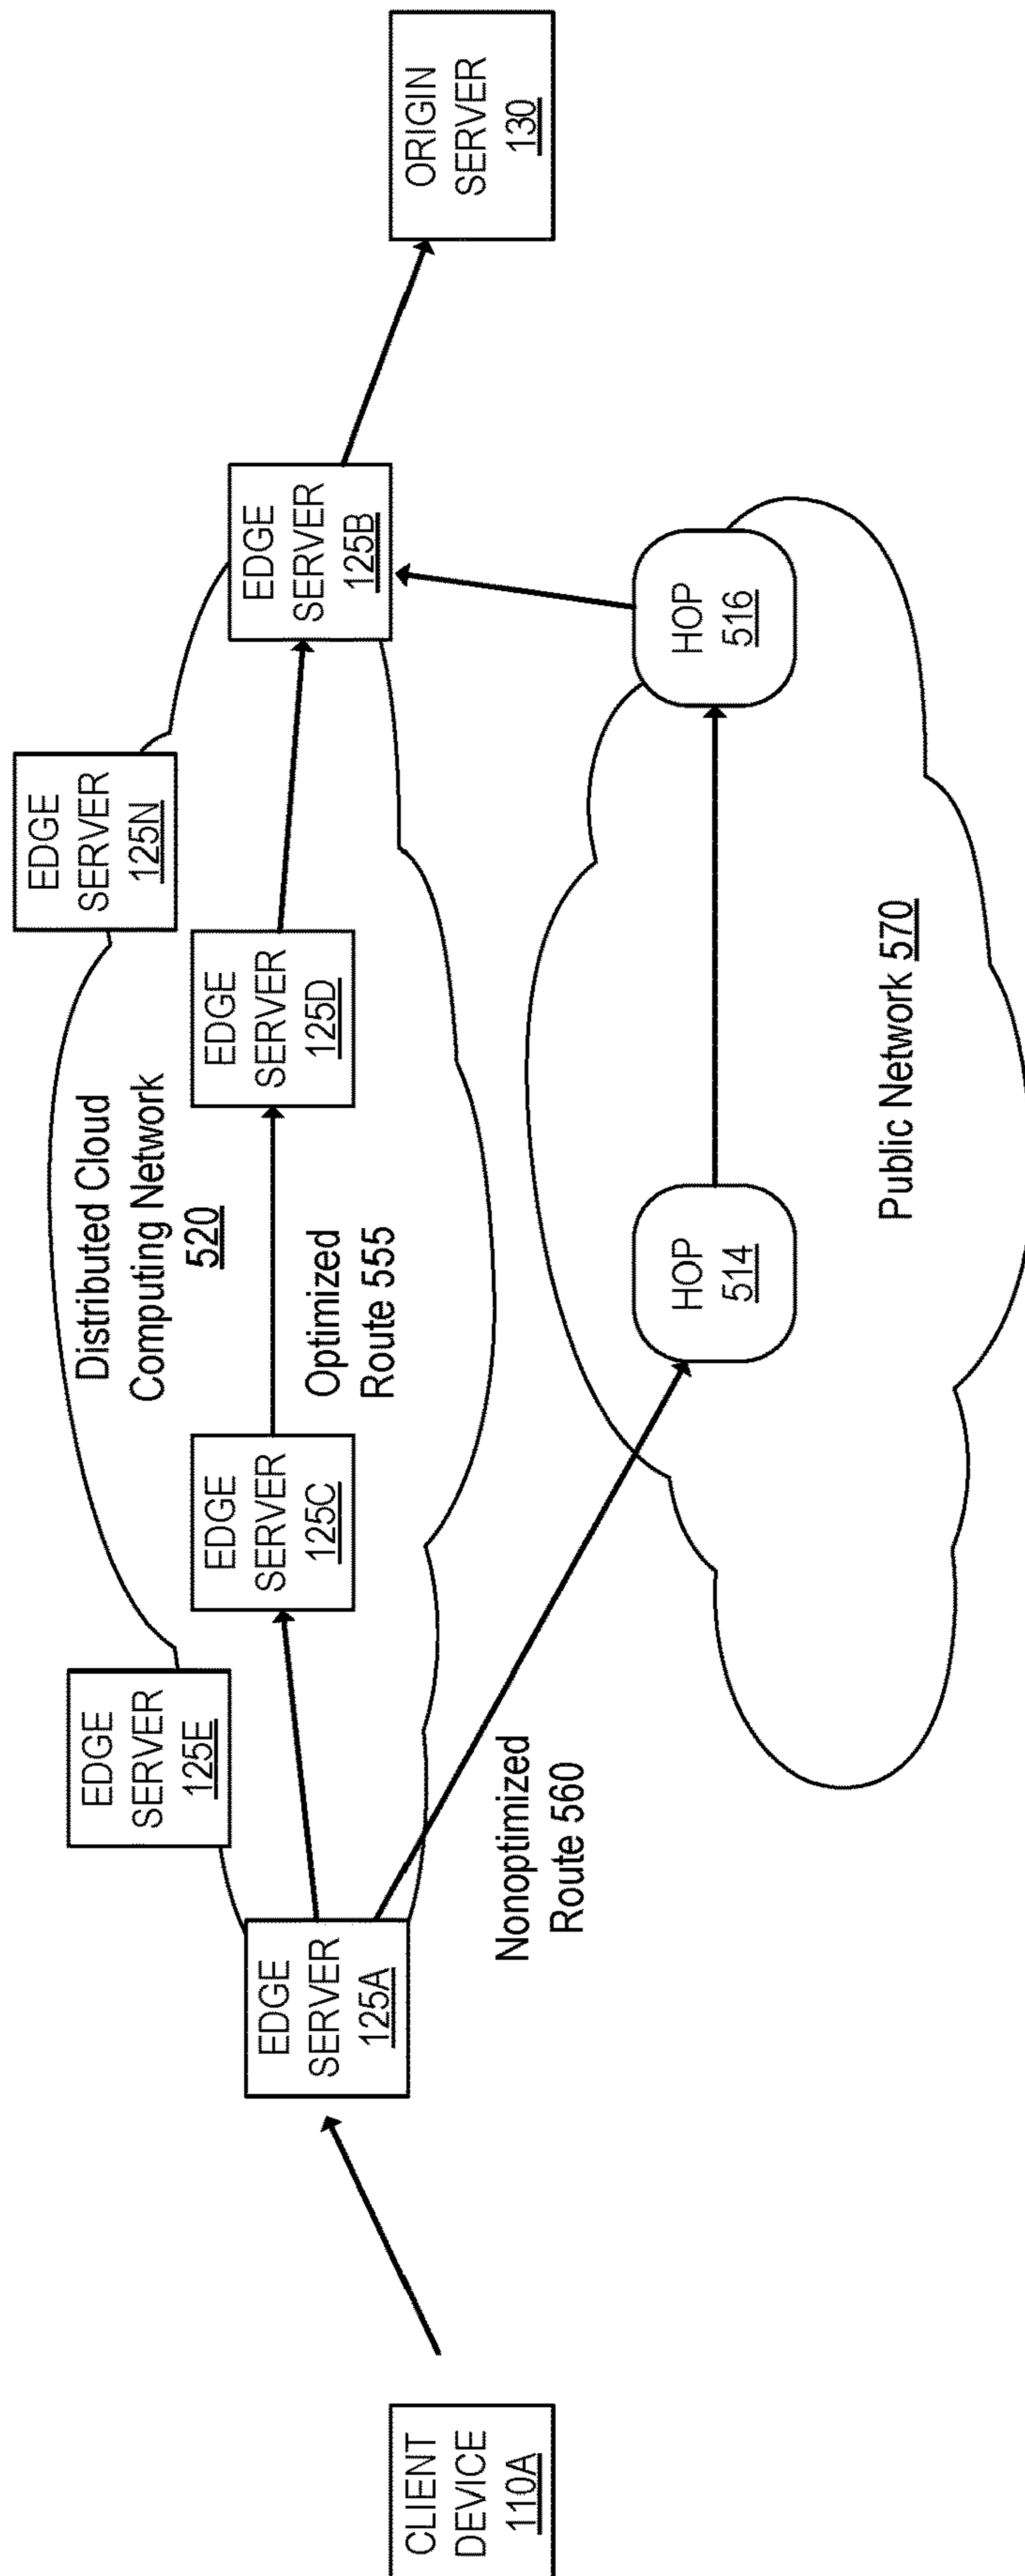 CLIENT
DEVICE
110A
EDGE
SERVER
125A
EDGE
SERVER
125E
EDGE
SERVER
125C
Distributed Cloud
Computing Network
520
Optimized
Route 555
EDGE
SERVER
125D
EDGE
SERVER
125N
EDGE
SERVER
125B
ORIGIN
SERVER
130
Nonoptimized
Route 560
HOP
514
HOP
516
Public Network 570